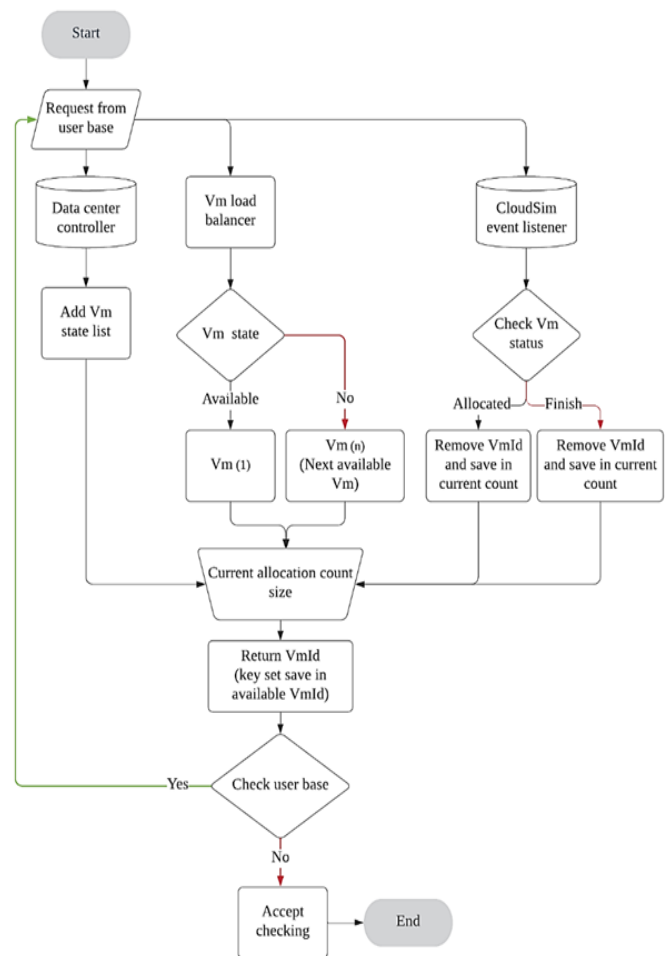 Start
Request from
user base
Data center
controller
Vm load
balancer
CloudSim
event listener
Add Vm
state list
Vm state
Check Vm
status
Available
No
Allocated
Finish
Vm (1)
Vm (n)
(Next available
Vm)
Remove VmId
and save in
current count
Remove VmId
and save in current
count
Current allocation count
size
Return VmId
(key set save in
available VmId)
Check user base
Yes
No
Accept
checking
End